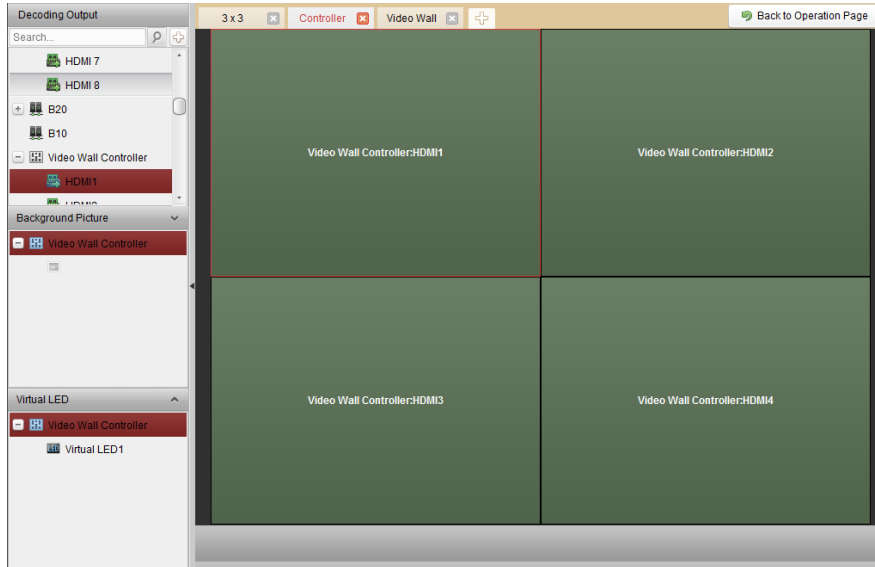 Decoding Output
3 x 3
Controller
Video Wall
Back to Operation Page
Search...
HDMI 7
HDMI 8
B20
B10
Video Wall Controller
HDMI1
Background Picture
Video Wall Controller
Virtual LED
Video Wall Controller
LED Virtual LED1
Video Wall Controller:HDMI1
Video Wall Controller:HDMI2
Video Wall Controller:HDMI3
Video Wall Controller:HDMI4